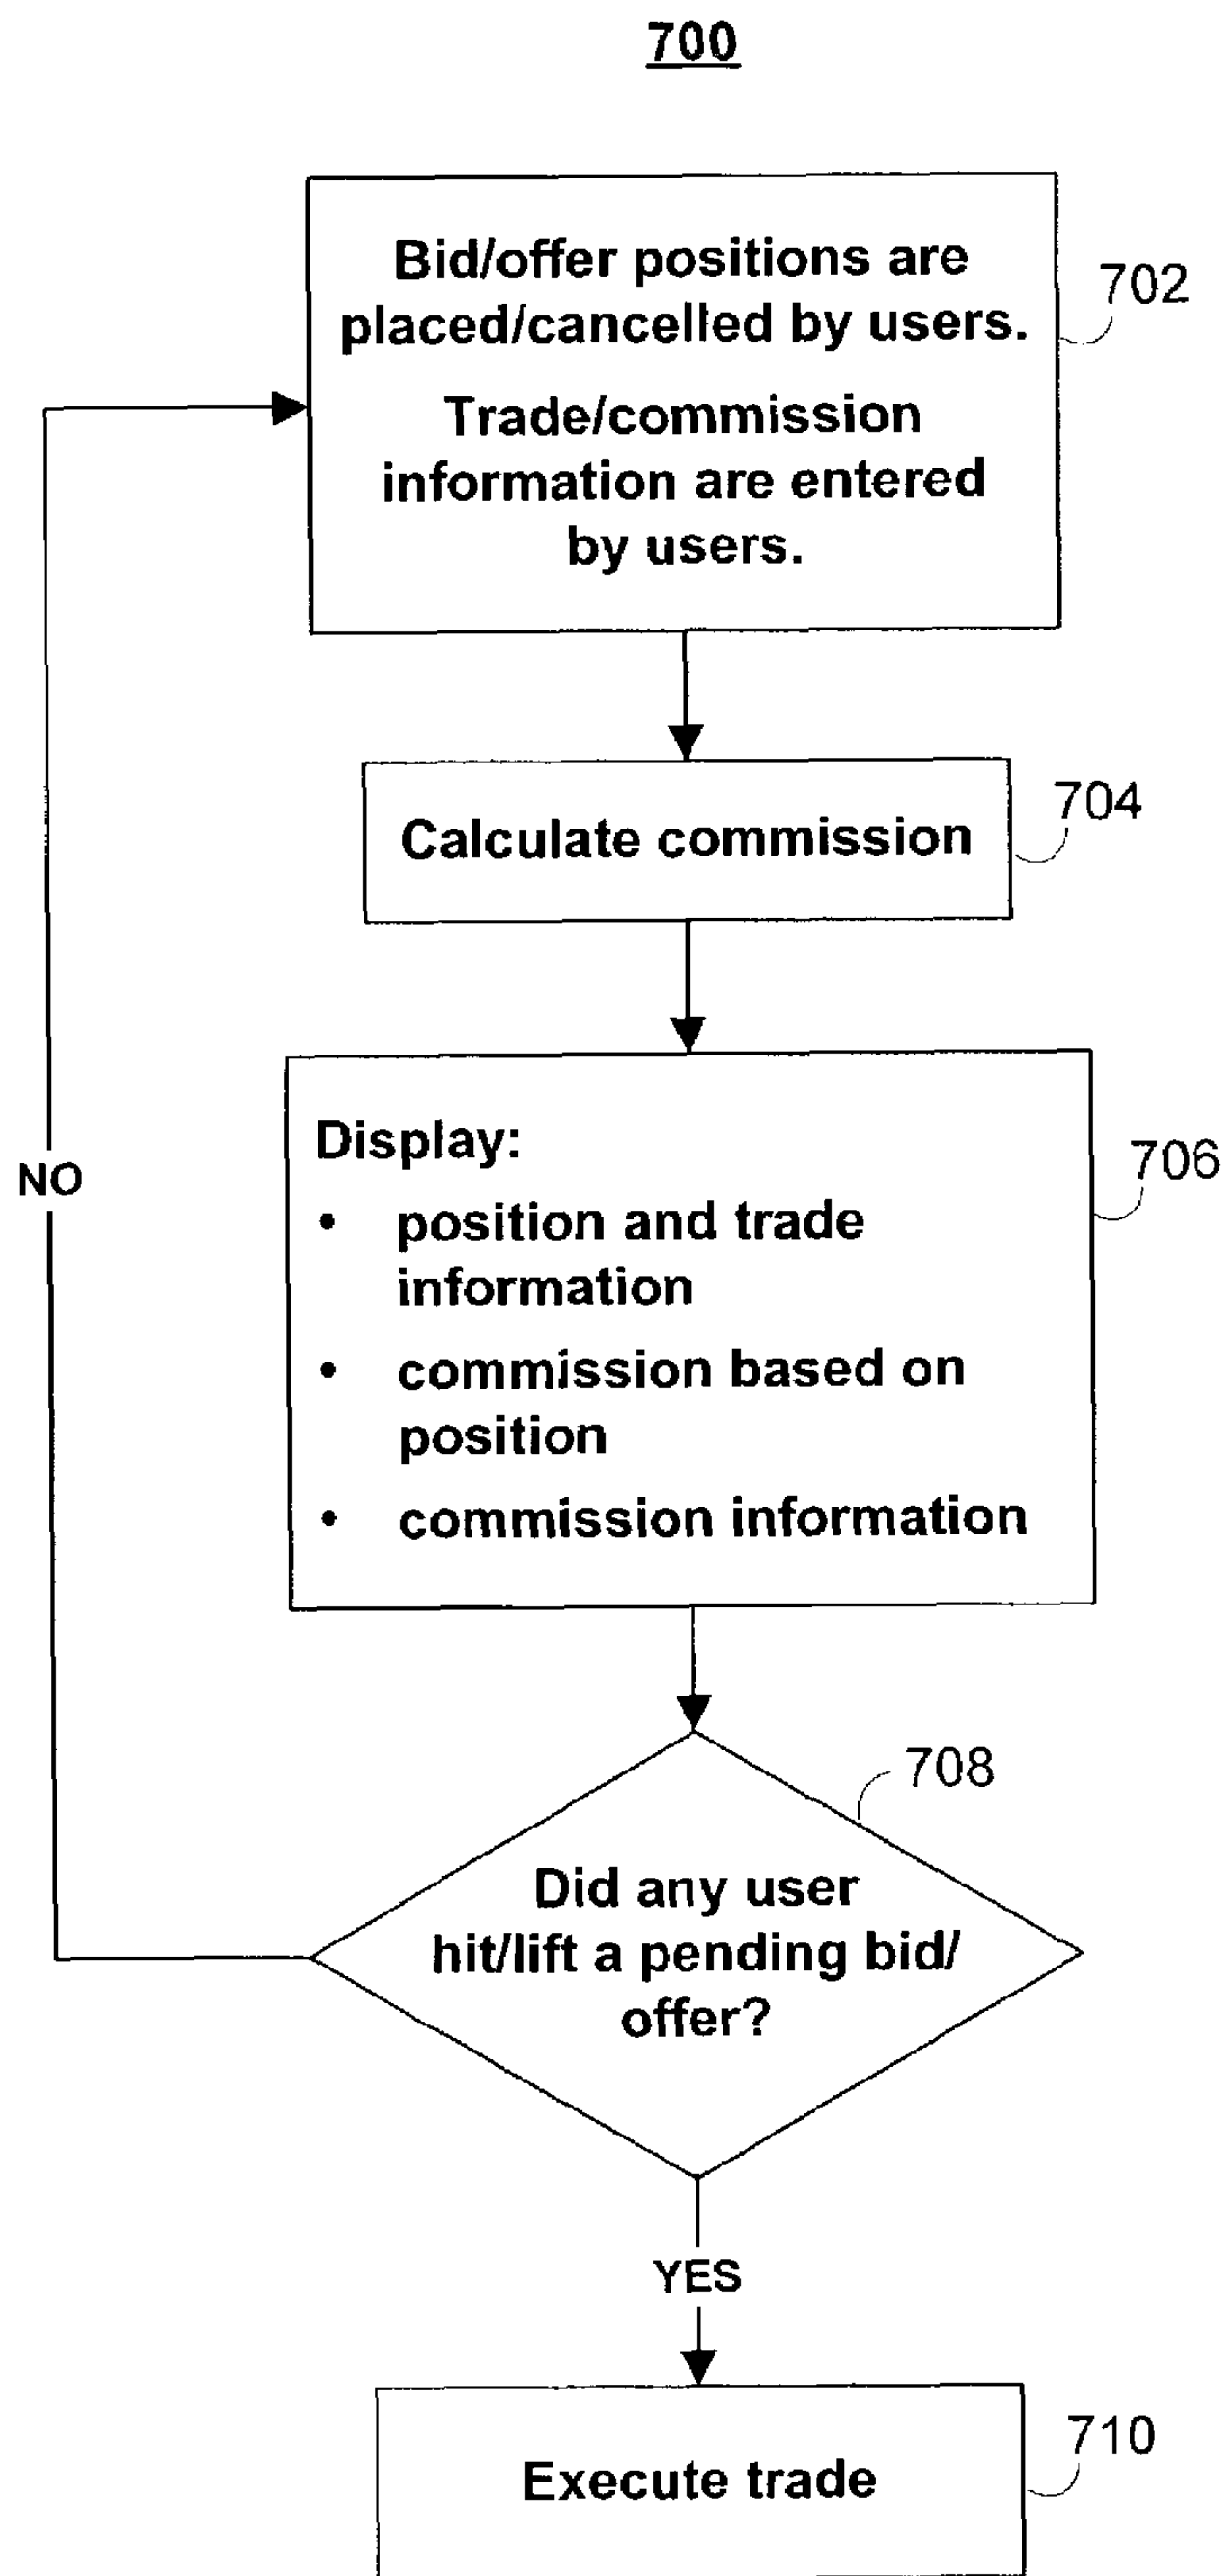 700
Bid/offer positions are
placed/cancelled by users.
Trade/commission
information are entered
by users.
702
Calculate commission
704
Display:
• position and trade
information
• commission based on
position
• commission information
706
NO
708
Did any user
hit/lift a pending bid/
offer?
YES
Execute trade
710